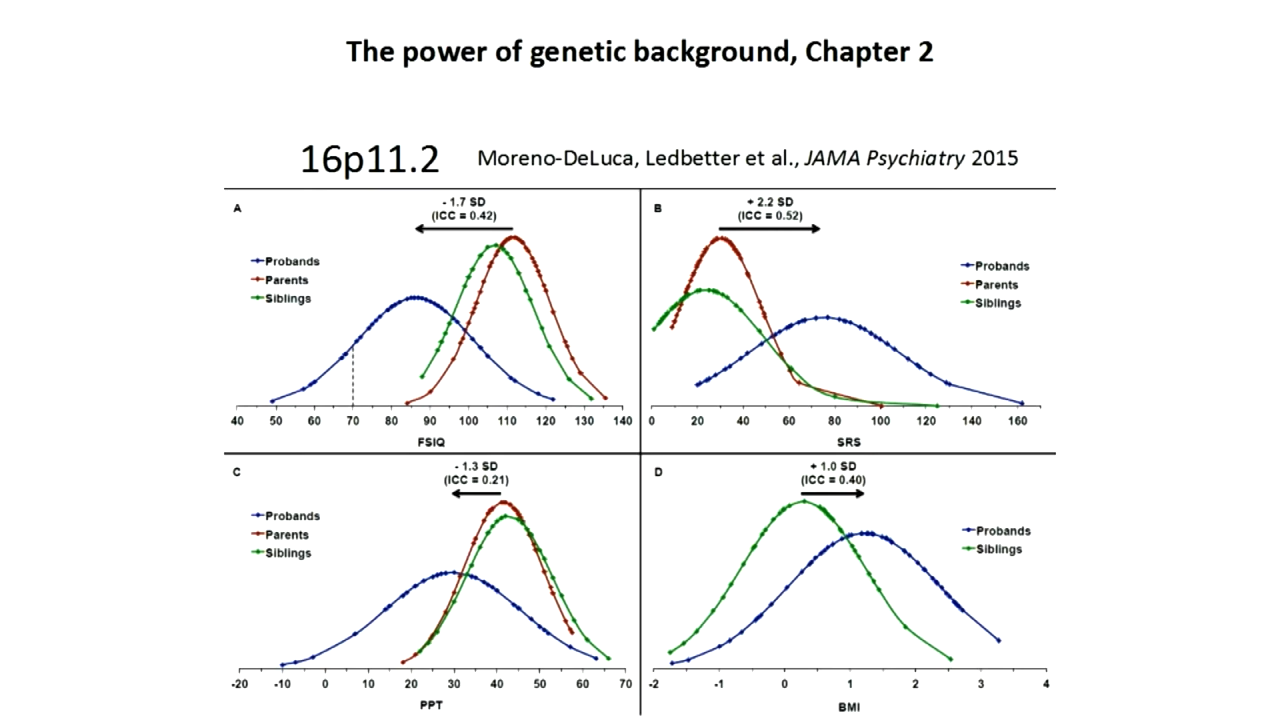 The power of genetic background, Chapter 2
16p11.2 Moreno-DeLuca, Ledbetter et al., JAMA Psychiatry 2015
A
- 1.7 SD
(ICC = 0.42)
Probands
Parents
Siblings
40 50 60 70 80 90 100 110 120 130 140
FSIQ
B
+ 2.2 SD
(ICC = 0.52)
Probands
Parents
Siblings
0 20 40 60 80 100 120 140 160
SRS
C
- 1.3 SD
(ICC = 0.21)
Probands
Parents
Siblings
-20 -10 0 10 20 30 40 50 60 70
PPT
D
+ 1.0 SD
(ICC = 0.40)
Probands
Siblings
-2 -1 0 1 2 3 4
BMI